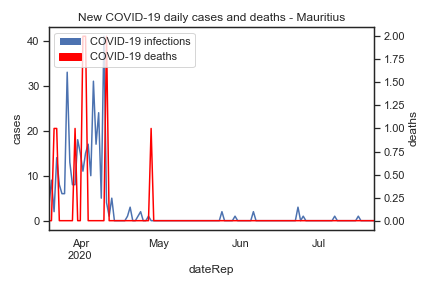 New COVID-19 daily cases and deaths - Mauritius
COVID-19 infections
COVID-19 deaths
40
30
20
10
0
cases
2.00
1.75
1.50
1.25
1.00
0.75
0.50
0.25
0.00
deaths
Apr
2020
May
Jun
Jul
dateRep